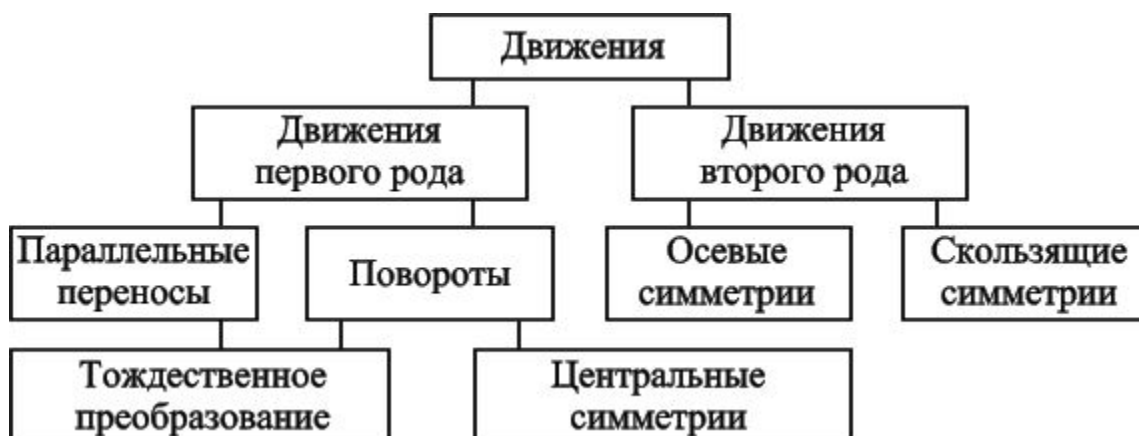 Движения
Движения
первого рода
Движения
второго рода
Параллельные
переносы
Повороты
Осевые
симметрии
Скользящие
симметрии
Тождественное
преобразование
Центральные
симметрии